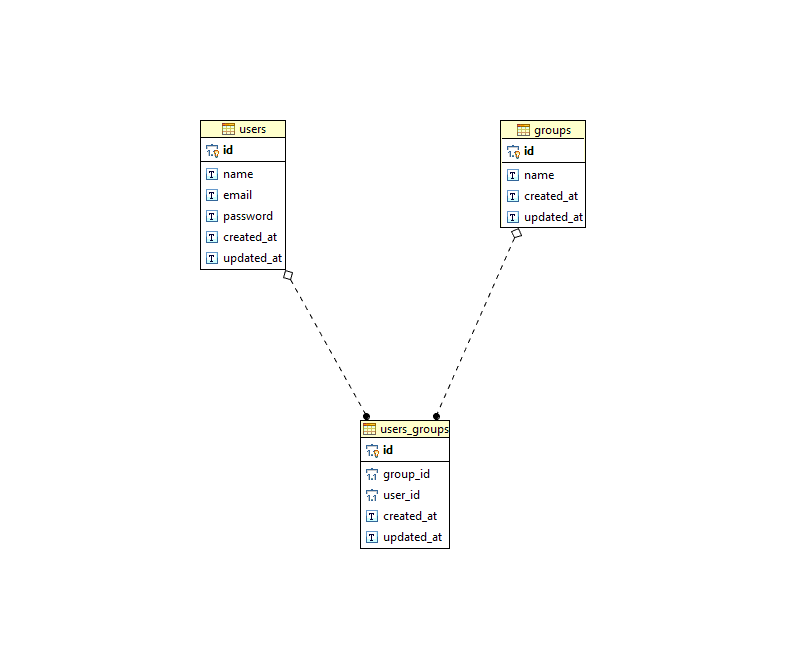 users
id
name
email
password
created_at
updated_at
groups
id
name
created_at
updated_at
users_groups
id
group_id
user_id
created_at
updated_at